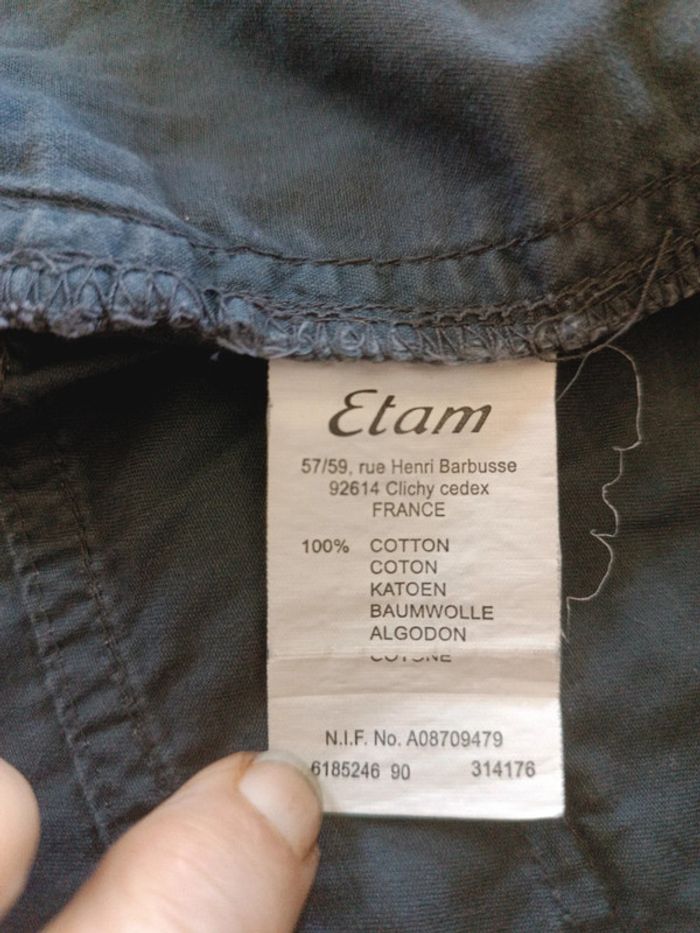 Etam
57/59, rue Henri Barbusse
92614 Clichy cedex
FRANCE
100% COTTON
COTON
KATOEN
BAUMWOLLE
ALGODON
N.I.F. No. A08709479
6185246 90 314176